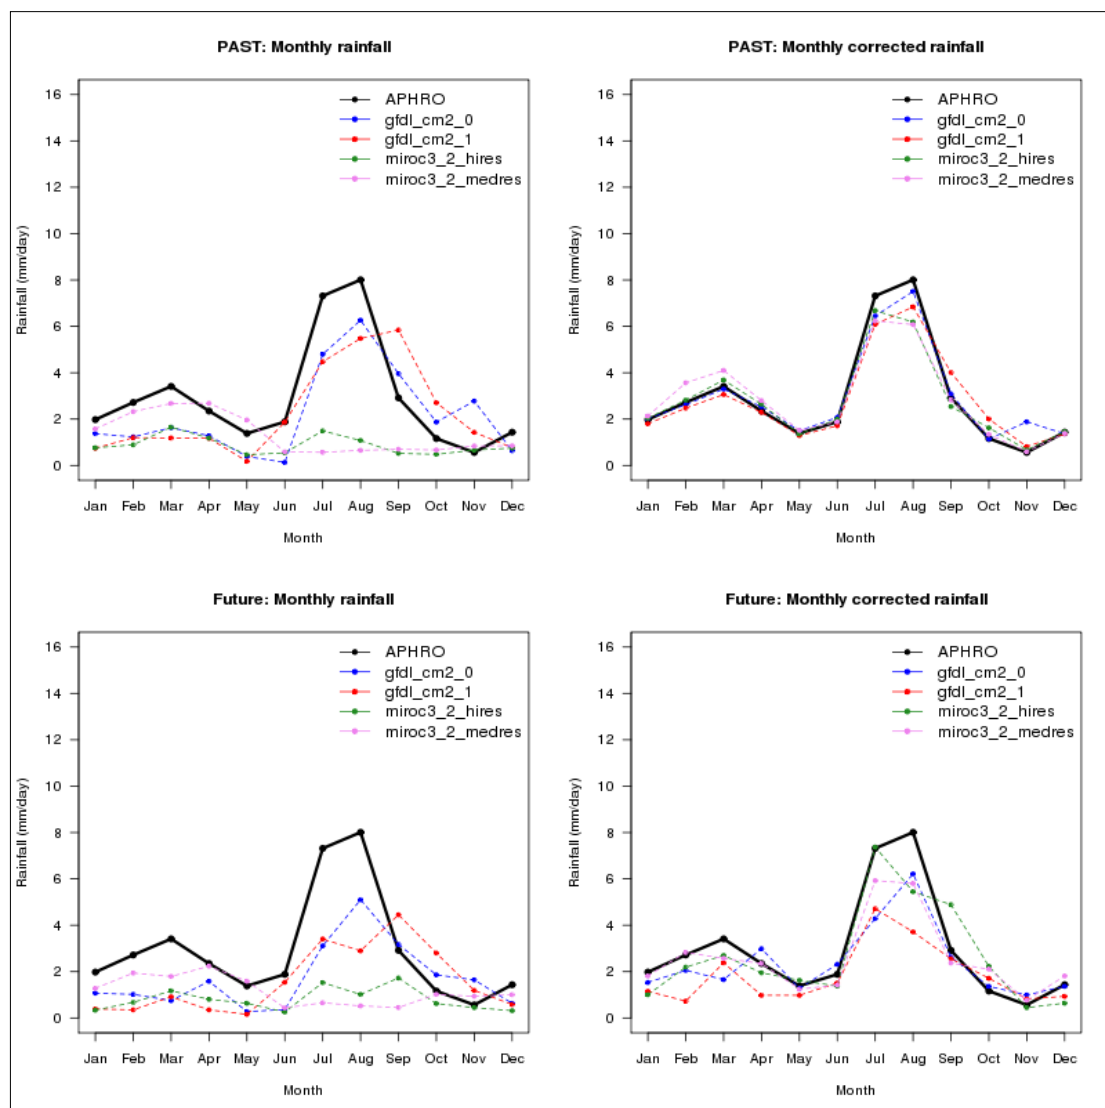 PAST: Monthly rainfall
16
14
12
10
8
6
4
2
0
Rainfall (mm/day)
APHRO
gfdl_cm2_0
gfdl_cm2_1
miroc3_2_hires
miroc3_2_medres
Jan Feb Mar Apr May Jun Jul Aug Sep Oct Nov Dec
Month
PAST: Monthly corrected rainfall
16
14
12
10
8
6
4
2
0
Rainfall (mm/day)
APHRO
gfdl_cm2_0
gfdl_cm2_1
miroc3_2_hires
miroc3_2_medres
Jan Feb Mar Apr May Jun Jul Aug Sep Oct Nov Dec
Month
Future: Monthly rainfall
16
14
12
10
8
6
4
2
0
Rainfall (mm/day)
APHRO
gfdl_cm2_0
gfdl_cm2_1
miroc3_2_hires
miroc3_2_medres
Jan Feb Mar Apr May Jun Jul Aug Sep Oct Nov Dec
Month
Future: Monthly corrected rainfall
16
14
12
10
8
6
4
2
0
Rainfall (mm/day)
APHRO
gfdl_cm2_0
gfdl_cm2_1
miroc3_2_hires
miroc3_2_medres
Jan Feb Mar Apr May Jun Jul Aug Sep Oct Nov Dec
Month